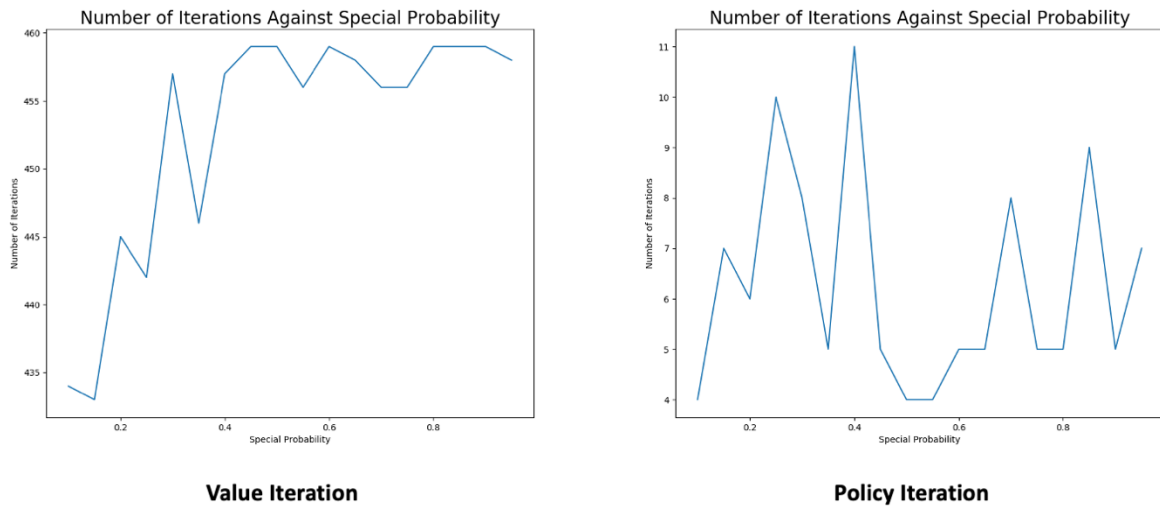 Number of Iterations Against Special Probability
460
455
450
445
440
435
Number of Iterations
0.2
0.4
0.6
0.8
Special Probability
Value Iteration
Number of Iterations Against Special Probability
11
10
9
8
7
6
5
4
Number of Iterations
0.2
0.4
0.6
0.8
Special Probability
Policy Iteration